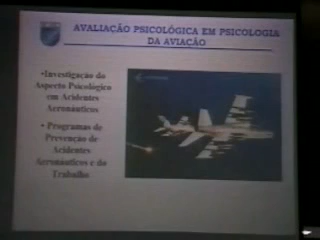 AVALIAÇÃO PSICOLÓGICA EM PSICOLOGIA
DA AVIAÇÃO
•Investigação do
Aspecto Psicológico
em Acidentes
Aeronáuticos
• Programas de
Prevenção de
Acidentes
Aeronáuticos e do
Trabalho